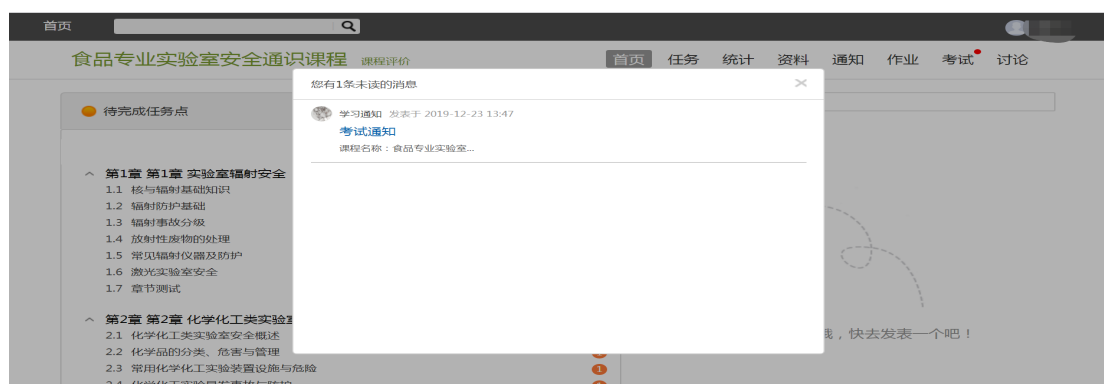 首页
食品专业实验室安全通识课程 课程评价
首页 任务 统计 资料 通知 作业 考试 讨论
您有1条未读的消息
学习通知 发表于 2019-12-23 13:47
考试通知
课程名称：食品专业实验室...
待完成任务点
第1章 第1章 实验室辐射安全
1.1 核与辐射基础知识
1.2 辐射防护基础
1.3 辐射事故分级
1.4 放射性废物的处理
1.5 常见辐射仪器及防护
1.6 激光实验室安全
1.7 章节测试
第2章 第2章 化学化工类实验
2.1 化学化工类实验室安全概述
2.2 化学品的分类、危害与管理
2.3 常用化学化工实验装置设施与危险
1
，快去发表一个吧！